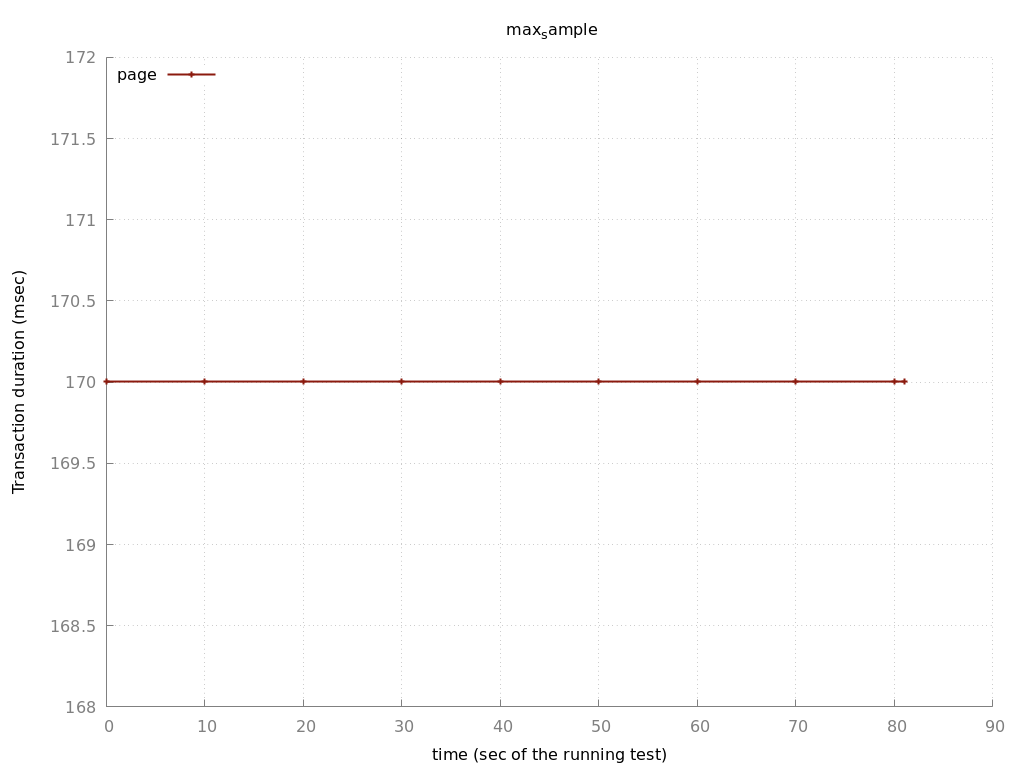 maxsample
172
page
171.5
171
170.5
170
169.5
169
168.5
168
Transaction duration (msec)
0 10 20 30 40 50 60 70 80 90
time (sec of the running test)